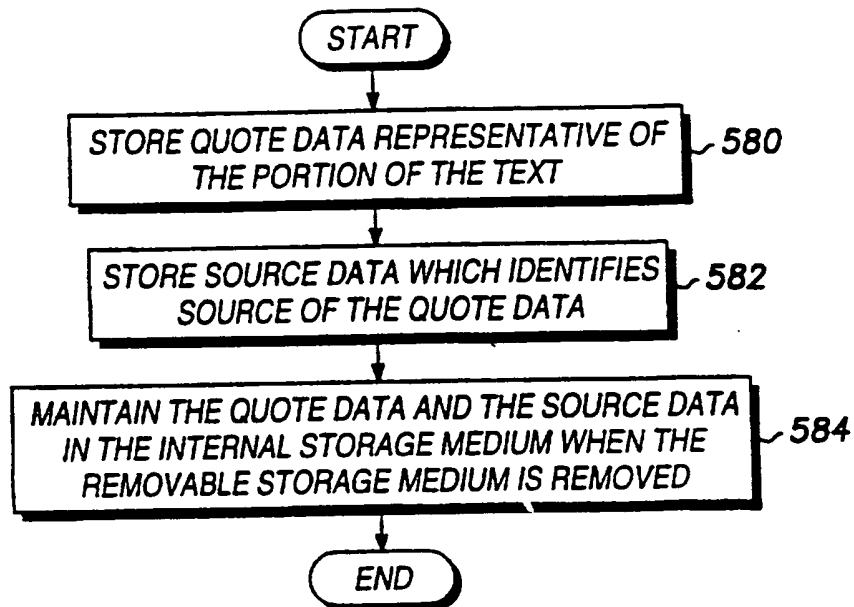 START
STORE QUOTE DATA REPRESENTATIVE OF
THE PORTION OF THE TEXT
580
STORE SOURCE DATA WHICH IDENTIFIES
SOURCE OF THE QUOTE DATA
582
MAINTAIN THE QUOTE DATA AND THE SOURCE DATA
IN THE INTERNAL STORAGE MEDIUM WHEN THE
REMOVABLE STORAGE MEDIUM IS REMOVED
584
END